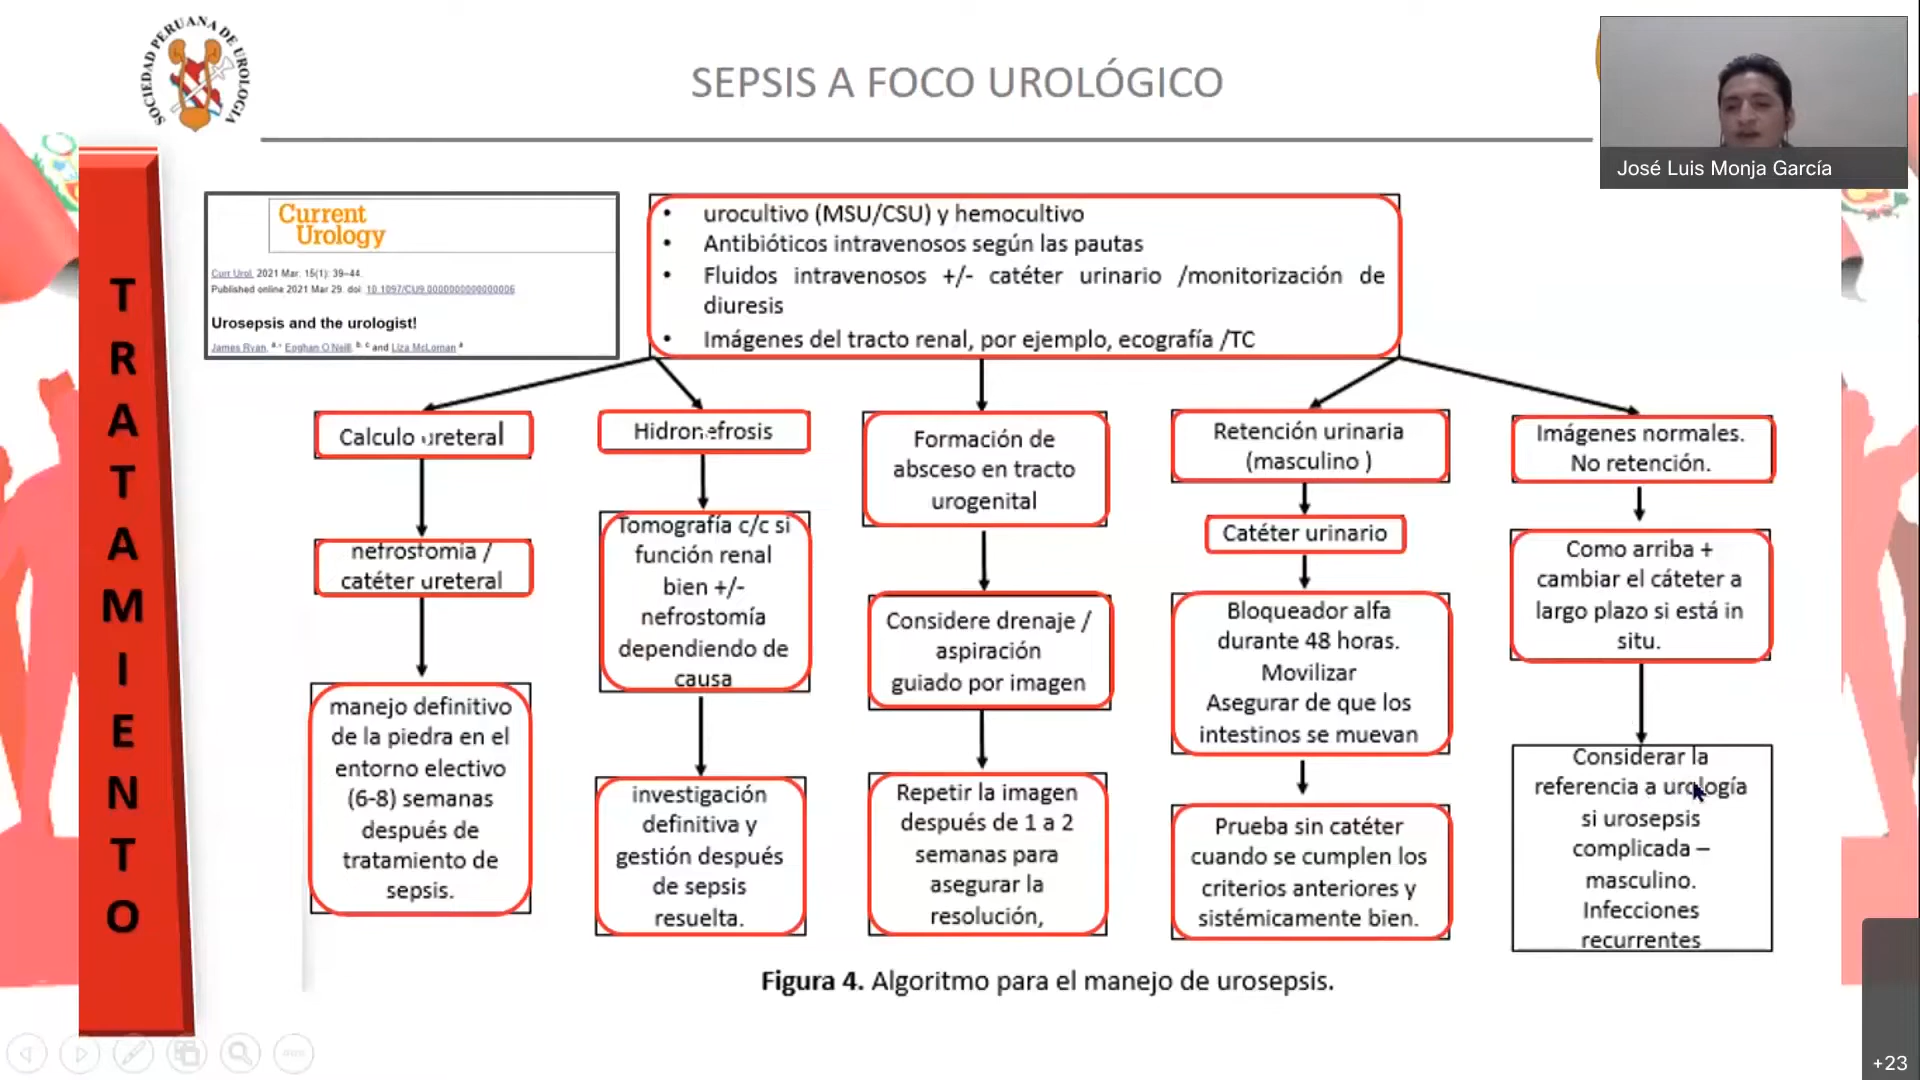 SOCIEDAD PERUANA DE UROLOGIA
SEPSIS A FOCO UROLÓGICO
José Luis Monja García
TRATAMIENTO
Current
Urology
Curr Urol. 2021 Mar; 15(1): 39–44.
Published online 2021 Mar 29. doi: 10.1097/CU9.0000000000000006
Urosepsis and the urologist!
James Ryan, a,* Eoghan O'Neill, b, c and Liza McLornan a
• urocultivo (MSU/CSU) y hemocultivo
• Antibióticos intravenosos según las pautas
• Fluidos intravenosos +/- catéter urinario /monitorización de
diuresis
• Imágenes del tracto renal, por ejemplo, ecografía /TC
Calculo ureteral
nefrostomía /
catéter ureteral
manejo definitivo
de la piedra en el
entorno electivo
(6-8) semanas
después de
tratamiento de
sepsis.
Hidronefrosis
Tomografía c/c si
función renal
bien +/-
nefrostomía
dependiendo de
causa
investigación
definitiva y
gestión después
de sepsis
resuelta.
Formación de
absceso en tracto
urogenital
Considere drenaje /
aspiración
guiado por imagen
Repetir la imagen
después de 1 a 2
semanas para
asegurar la
resolución,
Retención urinaria
(masculino )
Catéter urinario
Bloqueador alfa
durante 48 horas.
Movilizar
Asegurar de que los
intestinos se muevan
Prueba sin catéter
cuando se cumplen los
criterios anteriores y
sistémicamente bien.
Imágenes normales.
No retención.
Como arriba +
cambiar el cáteter a
largo plazo si está in
situ.
Considerar la
referencia a urología
si urosepsis
complicada –
masculino.
Infecciones
recurrentes
Figura 4. Algoritmo para el manejo de urosepsis.
+23